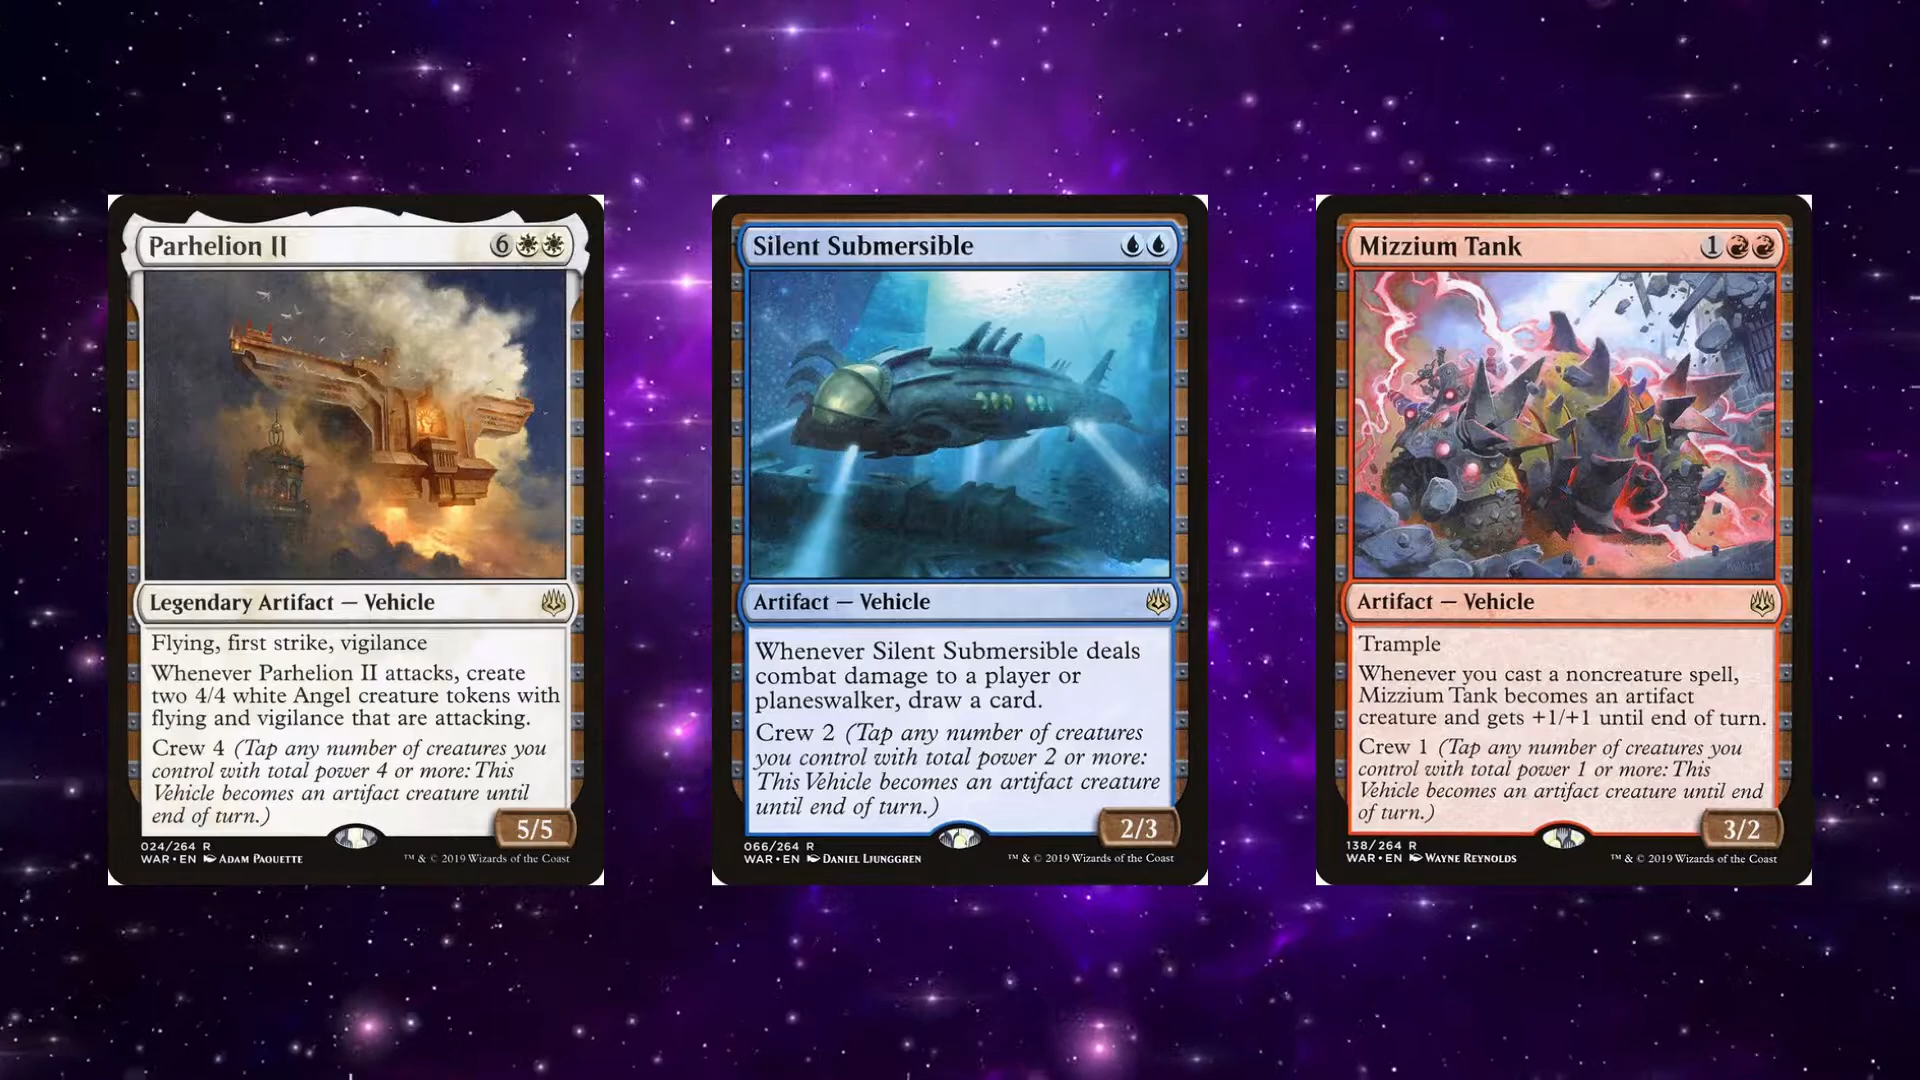 Parhelion II
6
Legendary Artifact — Vehicle
Flying, first strike, vigilance
Whenever Parhelion II attacks, create
two 4/4 white Angel creature tokens with
flying and vigilance that are attacking.
Crew 4 (Tap any number of creatures you
control with total power 4 or more: This
Vehicle becomes an artifact creature until
end of turn.)
5/5
024/264 R
WAR • EN Adam Paquette
™ & © 2019 Wizards of the Coast
Silent Submersible
Artifact — Vehicle
Whenever Silent Submersible deals
combat damage to a player or
planeswalker, draw a card.
Crew 2 (Tap any number of creatures
you control with total power 2 or more:
This Vehicle becomes an artifact creature
until end of turn.)
2/3
066/264 R
WAR • EN Daniel Ljunggren
™ & © 2019 Wizards of the Coast
Mizzium Tank
1
Artifact — Vehicle
Trample
Whenever you cast a noncreature spell,
Mizzium Tank becomes an artifact
creature and gets +1/+1 until end of turn.
Crew 1 (Tap any number of creatures you
control with total power 1 or more: This
Vehicle becomes an artifact creature until end
of turn.)
3/2
138/264 R
WAR • EN Wayne Reynolds
™ & © 2019 Wizards of the Coast